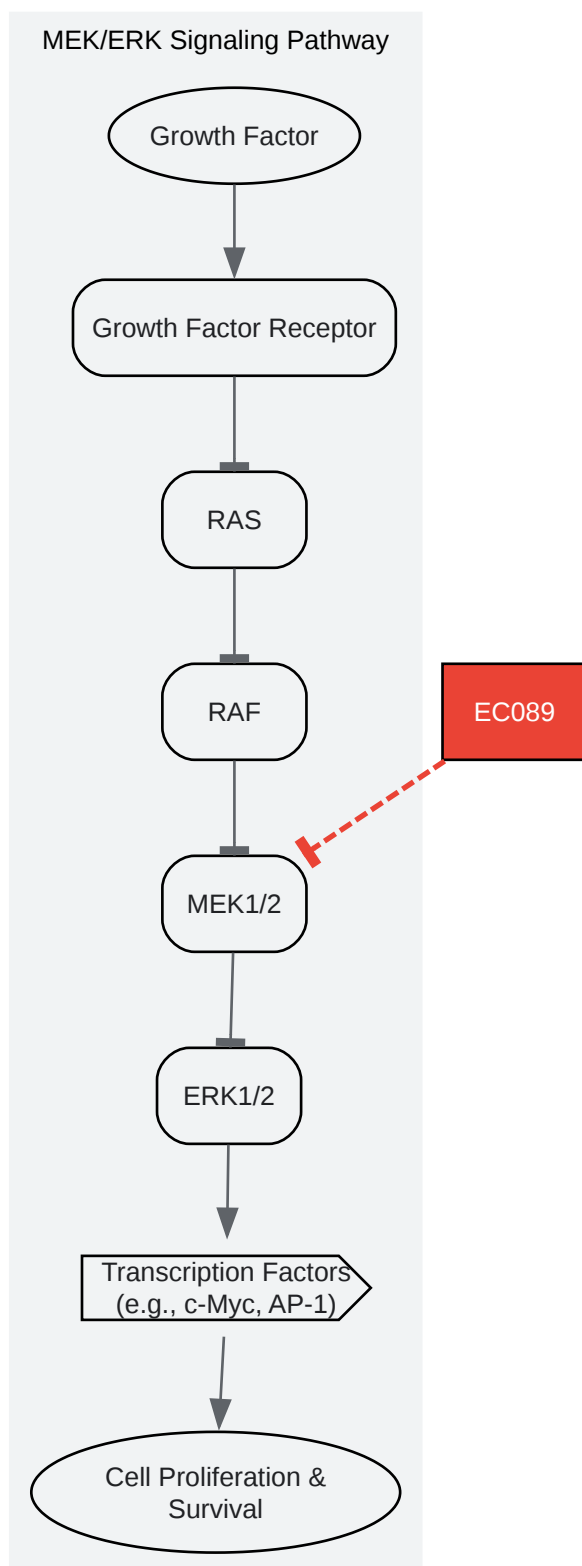 MEK/ERK Signaling Pathway
Growth Factor
Growth Factor Receptor
RAS
RAF
EC089
MEK1/2
ERK1/2
Transcription Factors
(e.g., c-Myc, AP-1)
Cell Proliferation &
Survival